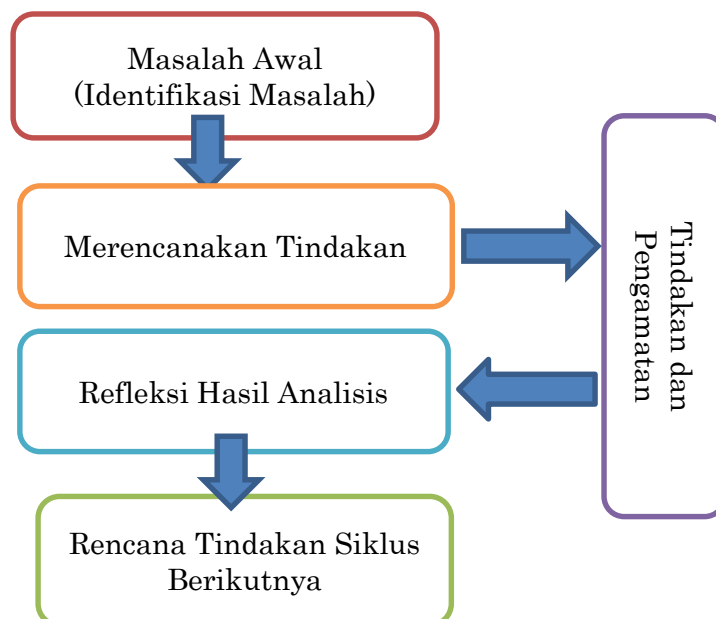 Masalah Awal
(Identifikasi Masalah)
Merencanakan Tindakan
Tindakan dan
Pengamatan
Refleksi Hasil Analisis
Rencana Tindakan Siklus
Berikutnya